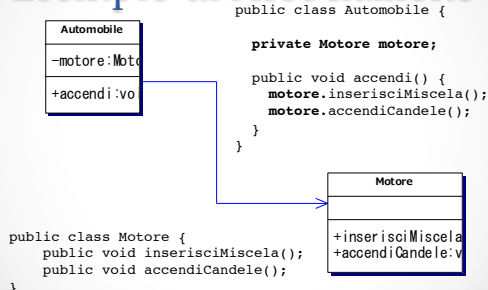 public class Automobile {
private Motore motore;
public void accendi() {
motore.inserisciMiscela();
motore.accendiCandele();
}
}
Automobile
-motore:Moto
+accendi:voi
Motore
+inserisciMiscela
+accendiCandele:v
public class Motore {
public void inserisciMiscela();
public void accendiCandele();
}